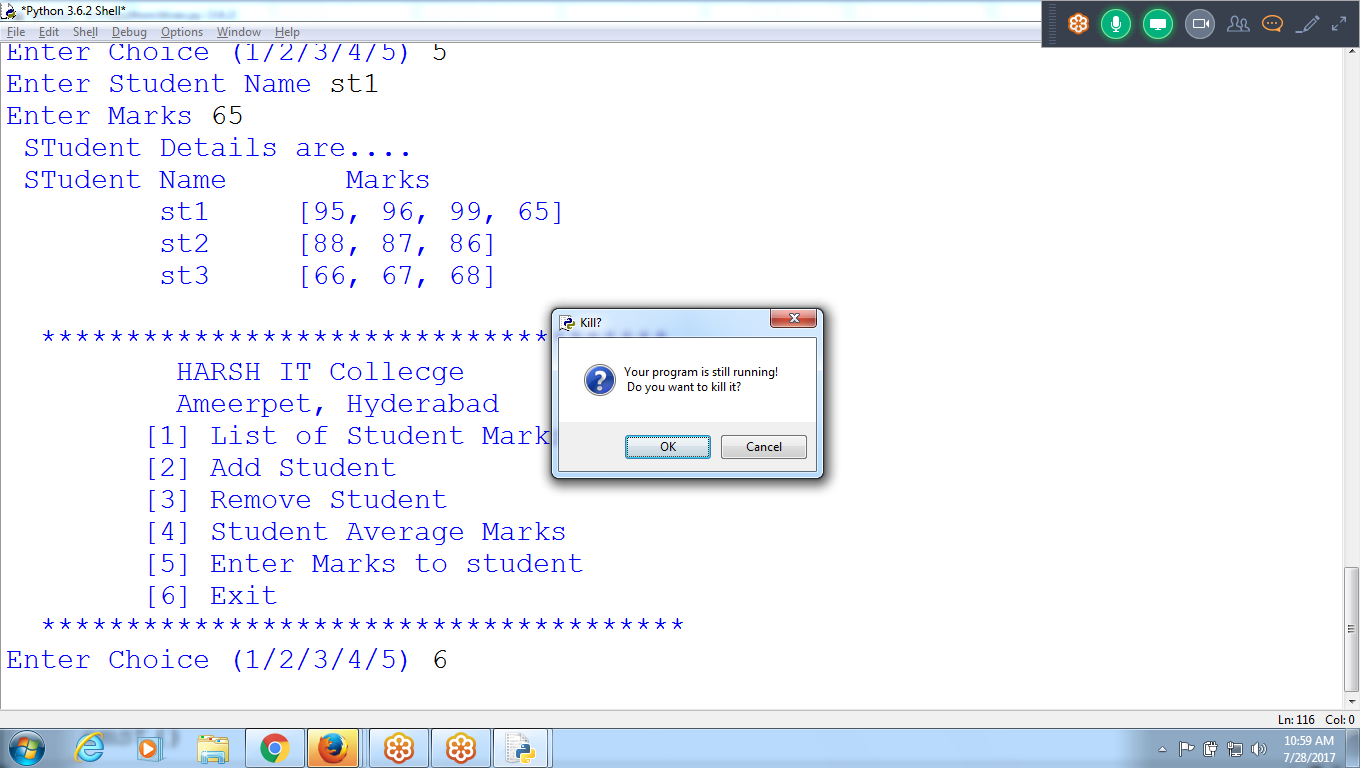 *Python 3.6.2 Shell*
File Edit Shell Debug Options Window Help
Enter Choice (1/2/3/4/5) 5
Enter Student Name st1
Enter Marks 65
STudent Details are....
STudent Name Marks
st1 [95, 96, 99, 65]
st2 [88, 87, 86]
st3 [66, 67, 68]
*************************************
HARSH IT Collecge
Ameerpet, Hyderabad
[1] List of Student Mark
[2] Add Student
[3] Remove Student
[4] Student Average Marks
[5] Enter Marks to student
[6] Exit
**************************************
Enter Choice (1/2/3/4/5) 6
Kill?
Your program is still running!
Do you want to kill it?
OK Cancel
Ln: 116 Col: 0
10:59 AM
7/28/2017